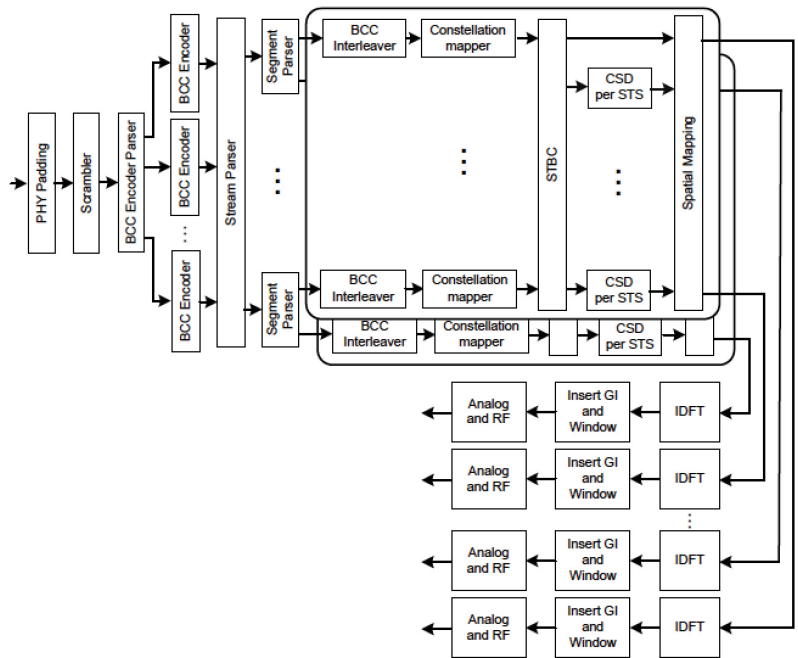 PHY Padding
Scrambler
BCC Encoder Parser
BCC Encoder
BCC Encoder
...
BCC Encoder
Stream Parser
Segment
Parser
...
Segment
Parser
BCC
Interleaver
Constellation
mapper
...
BCC
Interleaver
Constellation
mapper
STBC
CSD
per STS
...
CSD
per STS
Spatial Mapping
BCC
Interleaver
Constellation
mapper
CSD
per STS
Analog
and RF
Insert GI
and
Window
IDFT
Analog
and RF
Insert GI
and
Window
IDFT
...
Analog
and RF
Insert GI
and
Window
IDFT
Analog
and RF
Insert GI
and
Window
IDFT